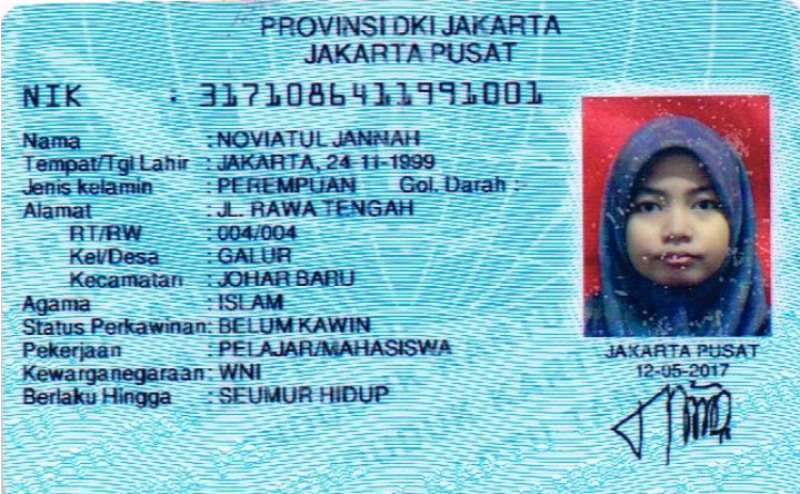 PROVINSI DKI JAKARTA
JAKARTA PUSAT
NIK : 3171086411991001
Nama : NOVIATUL JANNAH
Tempat/Tgl Lahir : JAKARTA, 24-11-1999
Jenis kelamin : PEREMPUAN Gol. Darah :-
Alamat : JL. RAWA TENGAH
RT/RW : 004/004
Kel/Desa : GALUR
Kecamatan : JOHAR BARU
Agama : ISLAM
Status Perkawinan: BELUM KAWIN
Pekerjaan : PELAJAR/MAHASISWA
Kewarganegaraan: WNI
Berlaku Hingga : SEUMUR HIDUP
JAKARTA PUSAT
12-05-2017